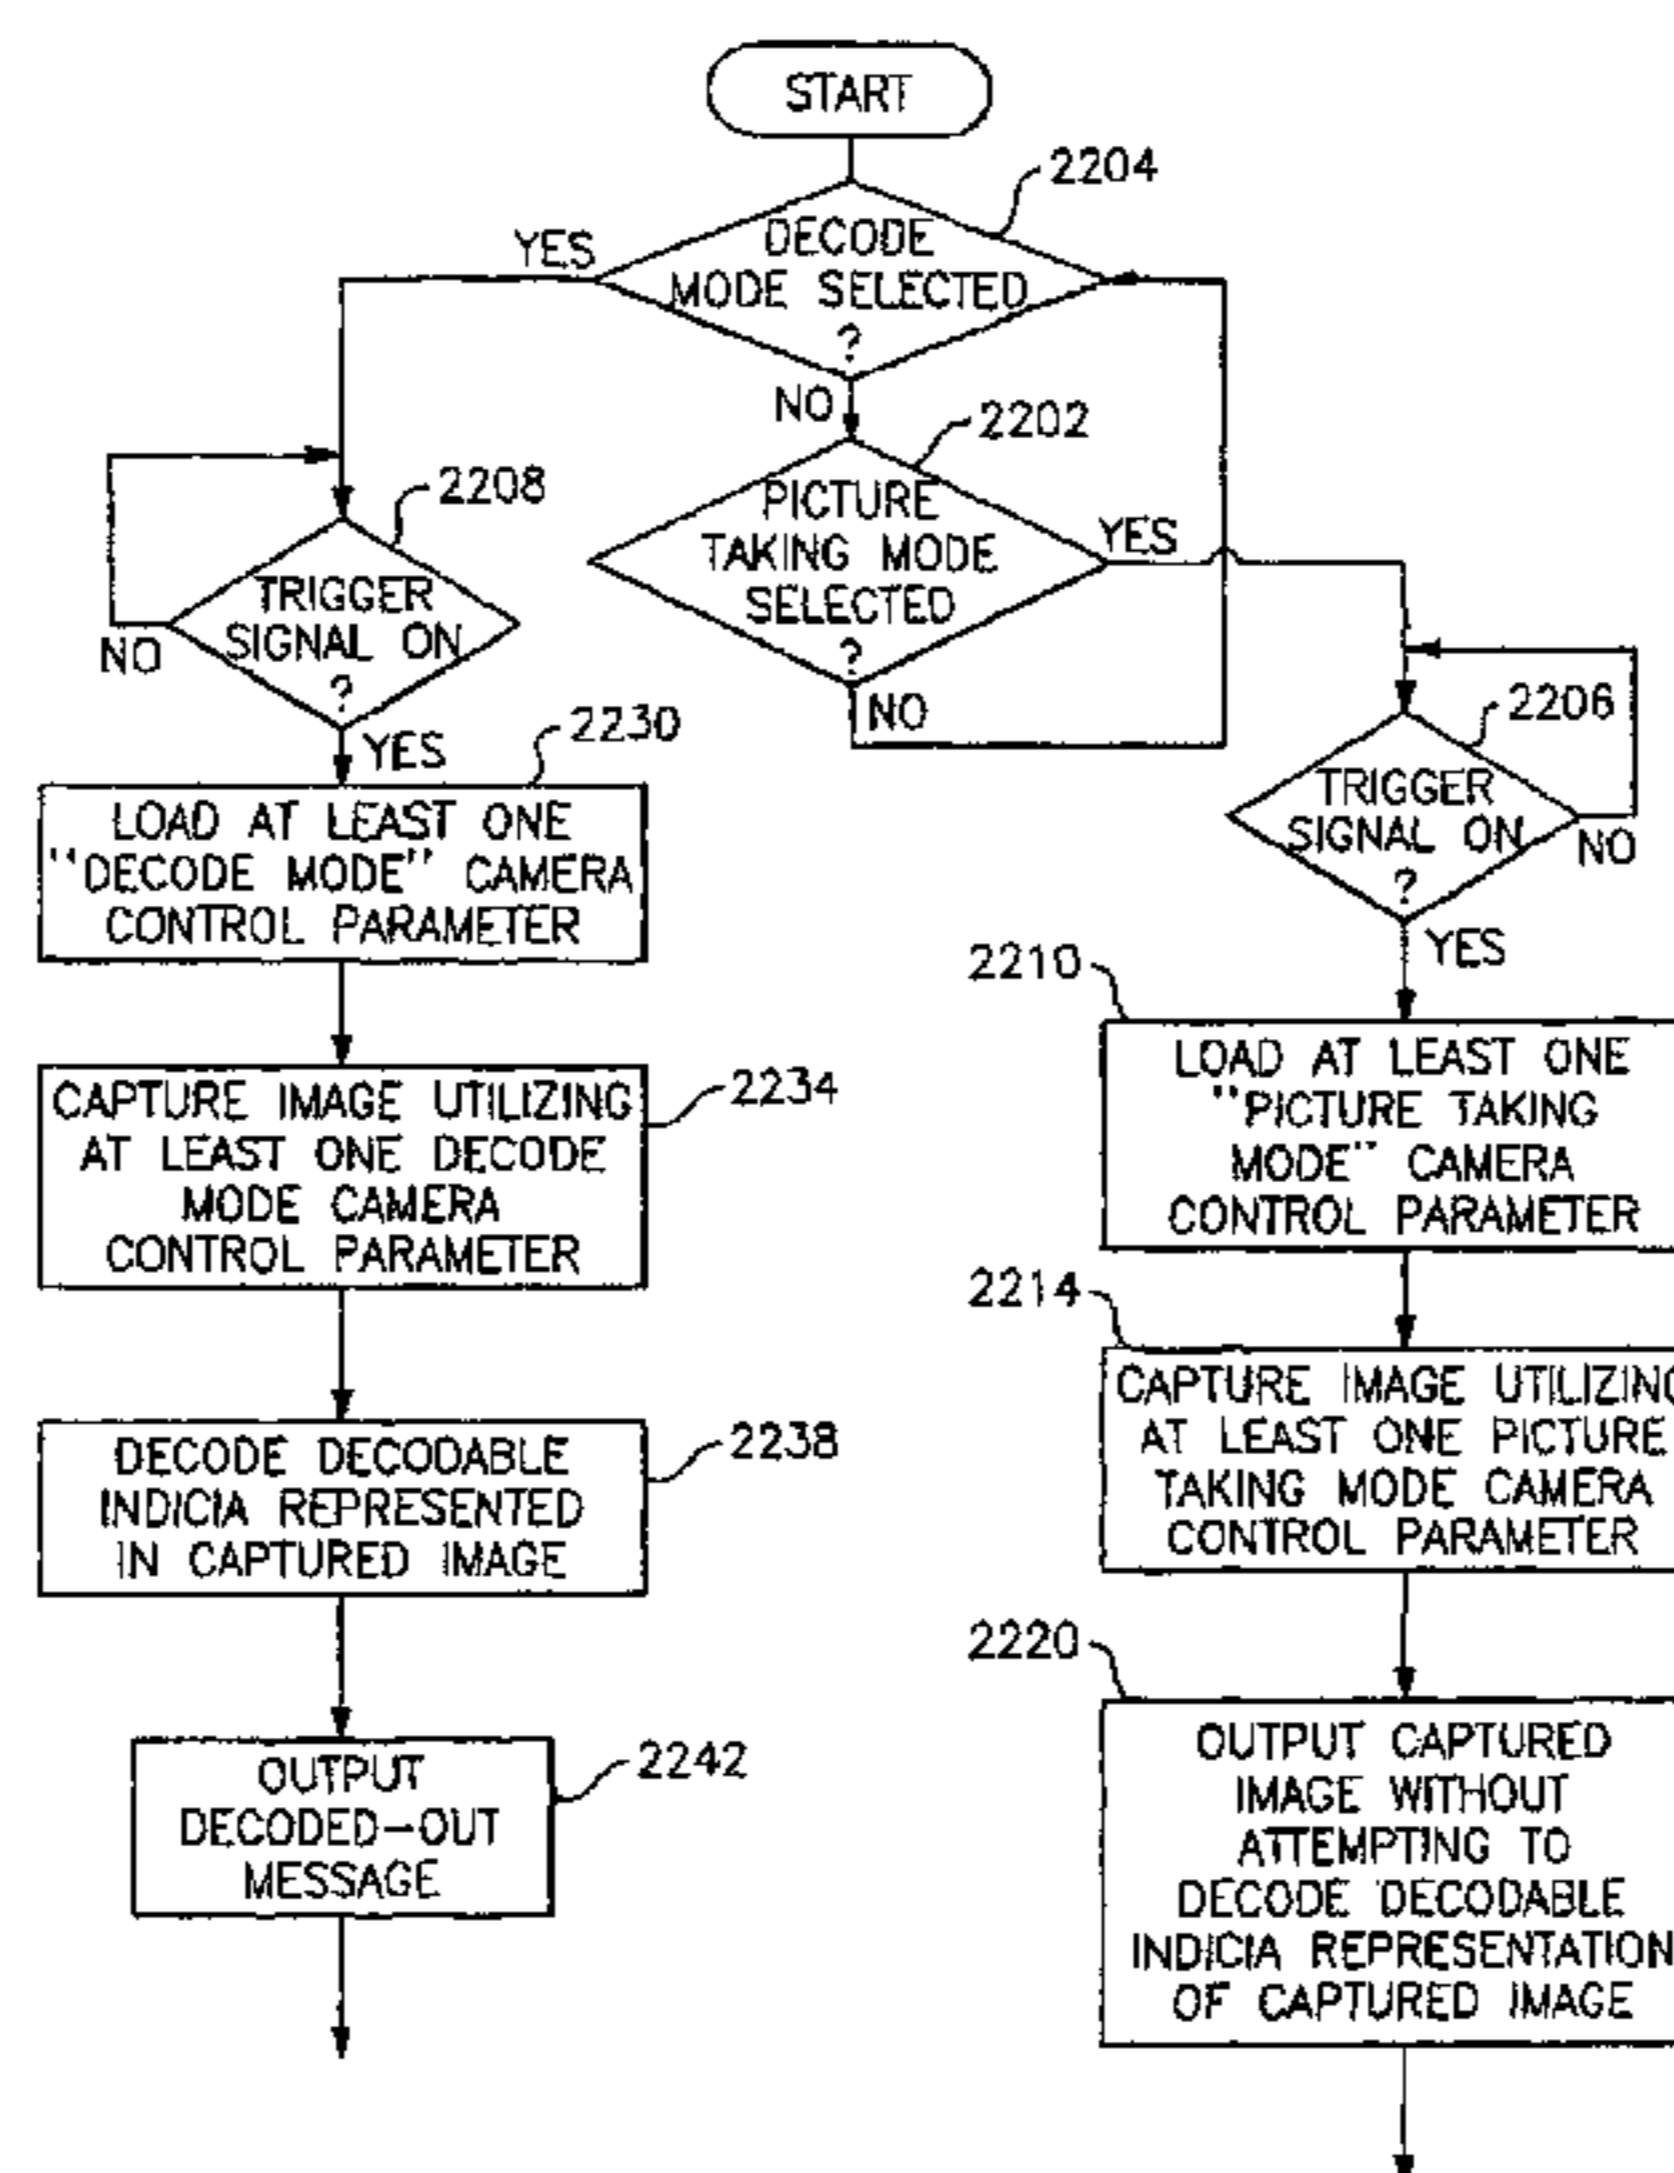 START
2204
DECODE
MODE SELECTED
?
YES
NO
2202
PICTURE
TAKING MODE
SELECTED
?
YES
NO
2208
TRIGGER
SIGNAL ON
?
NO
YES
2230
LOAD AT LEAST ONE
"DECODE MODE" CAMERA
CONTROL PARAMETER
2234
CAPTURE IMAGE UTILIZING
AT LEAST ONE DECODE
MODE CAMERA
CONTROL PARAMETER
2238
DECODE DECODABLE
INDICIA REPRESENTED
IN CAPTURED IMAGE
2242
OUTPUT
DECODED-OUT
MESSAGE
2206
TRIGGER
SIGNAL ON
?
NO
YES
2210
LOAD AT LEAST ONE
"PICTURE TAKING
MODE" CAMERA
CONTROL PARAMETER
2214
CAPTURE IMAGE UTILIZING
AT LEAST ONE PICTURE
TAKING MODE CAMERA
CONTROL PARAMETER
2220
OUTPUT CAPTURED
IMAGE WITHOUT
ATTEMPTING TO
DECODE DECODABLE
INDICIA REPRESENTATION
OF CAPTURED IMAGE